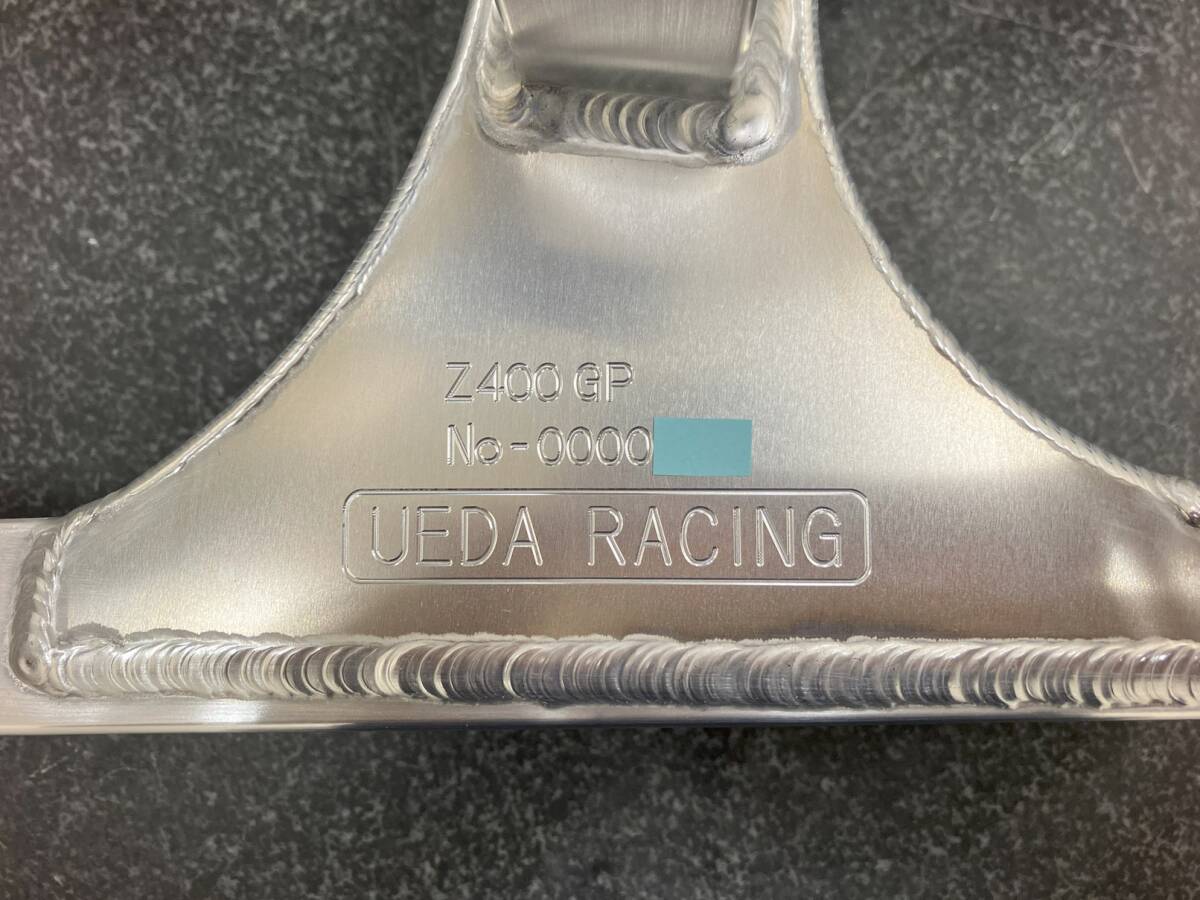 Z400 GP
No-0000
UEDA RACING